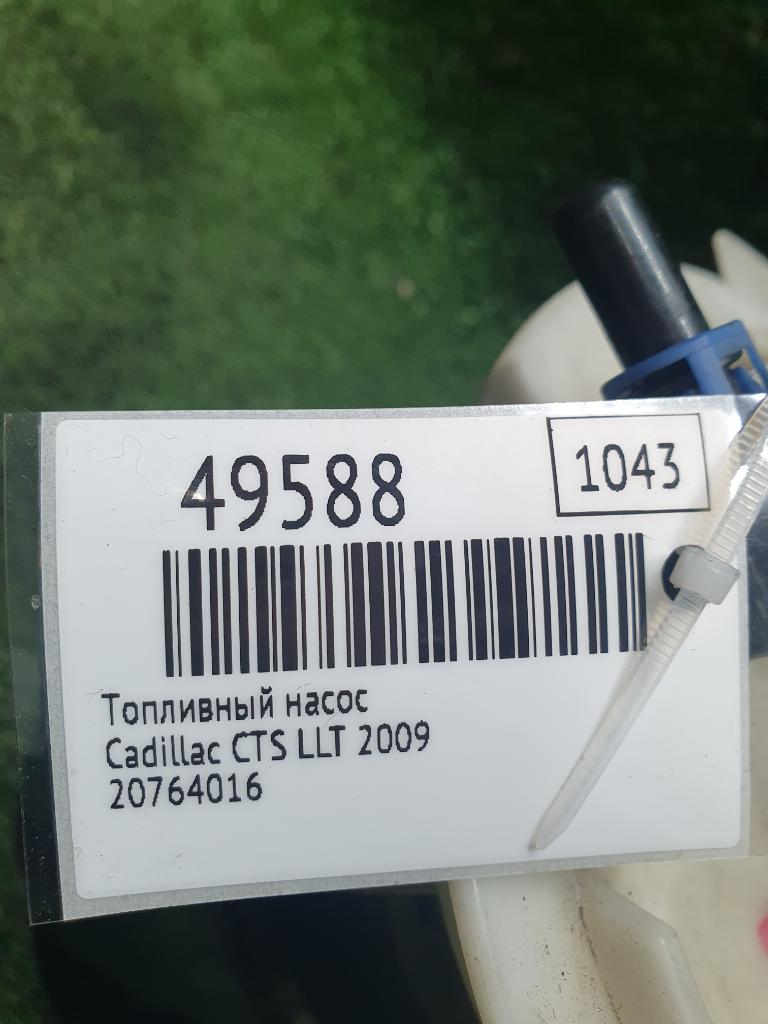 49588
1043
Топливный насос
Cadillac CTS LLT 2009
20764016